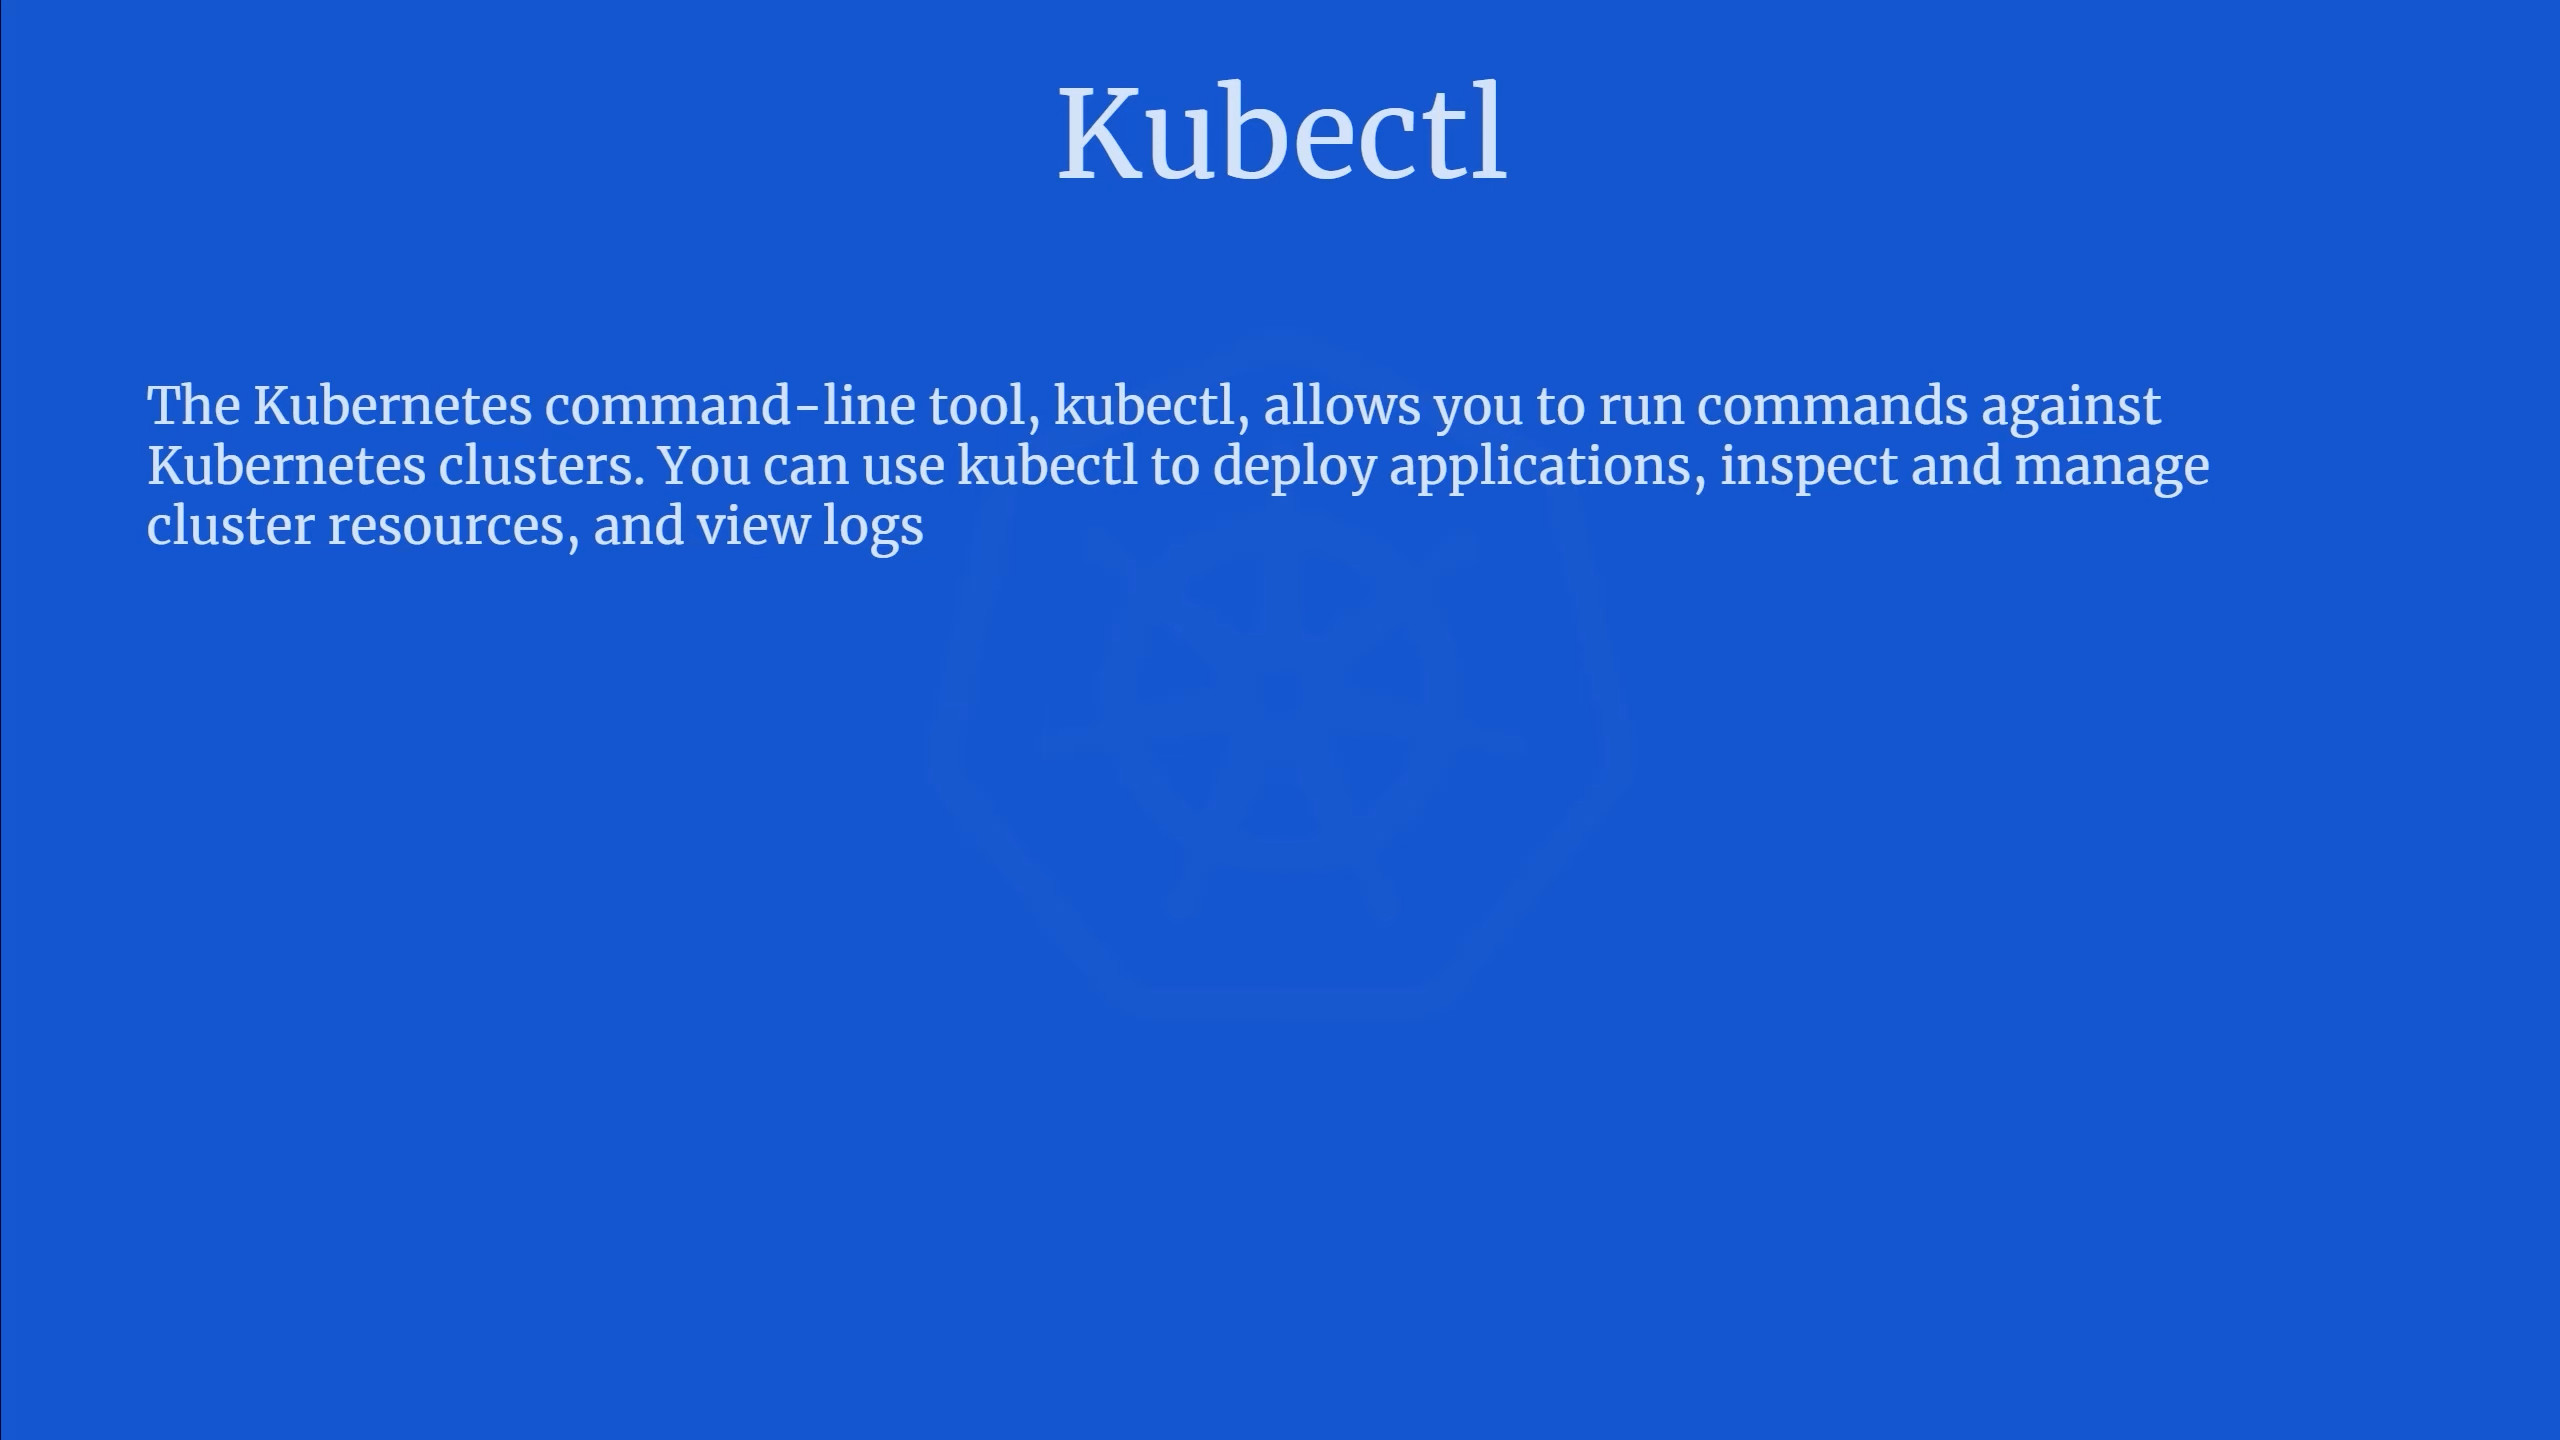 Kubectl
The Kubernetes command-line tool, kubectl, allows you to run commands against
Kubernetes clusters. You can use kubectl to deploy applications, inspect and manage
cluster resources, and view logs